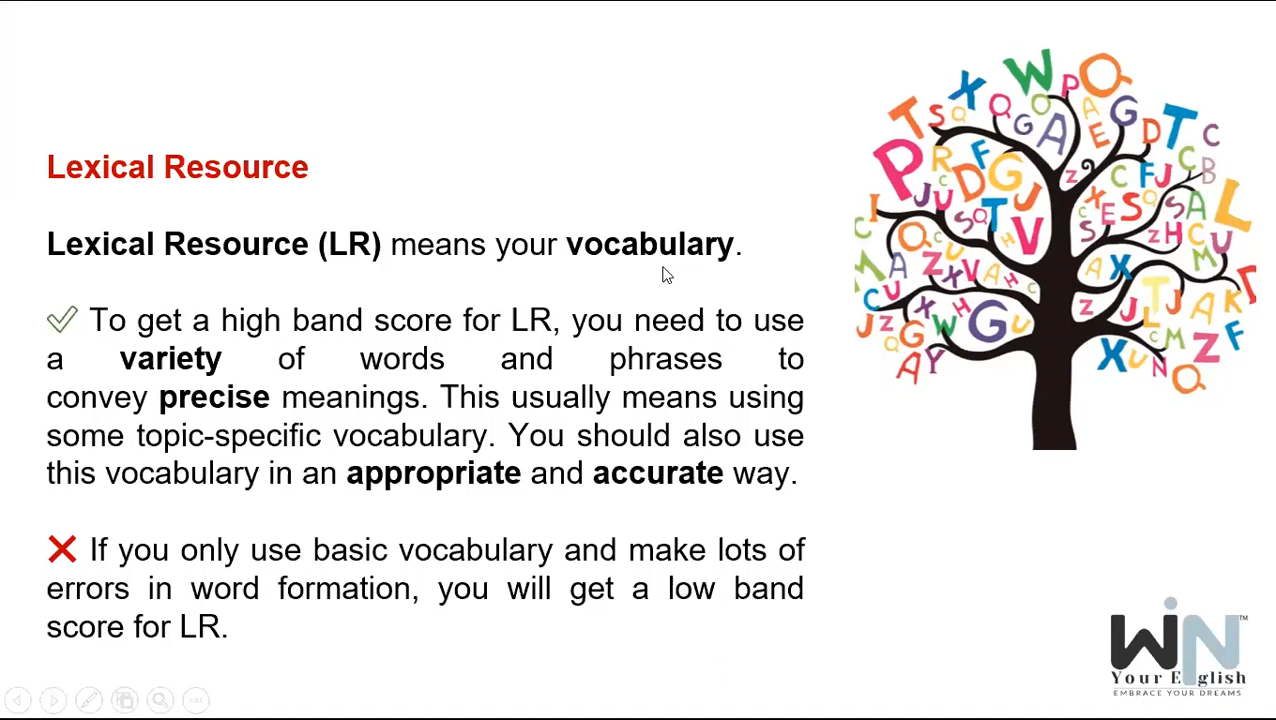 Lexical Resource
Lexical Resource (LR) means your vocabulary.
To get a high band score for LR, you need to use
a variety of words and phrases to
convey precise meanings. This usually means using
some topic-specific vocabulary. You should also use
this vocabulary in an appropriate and accurate way.
If you only use basic vocabulary and make lots of
errors in word formation, you will get a low band
score for LR.
WiN™
Your English
EMBRACE YOUR DREAMS